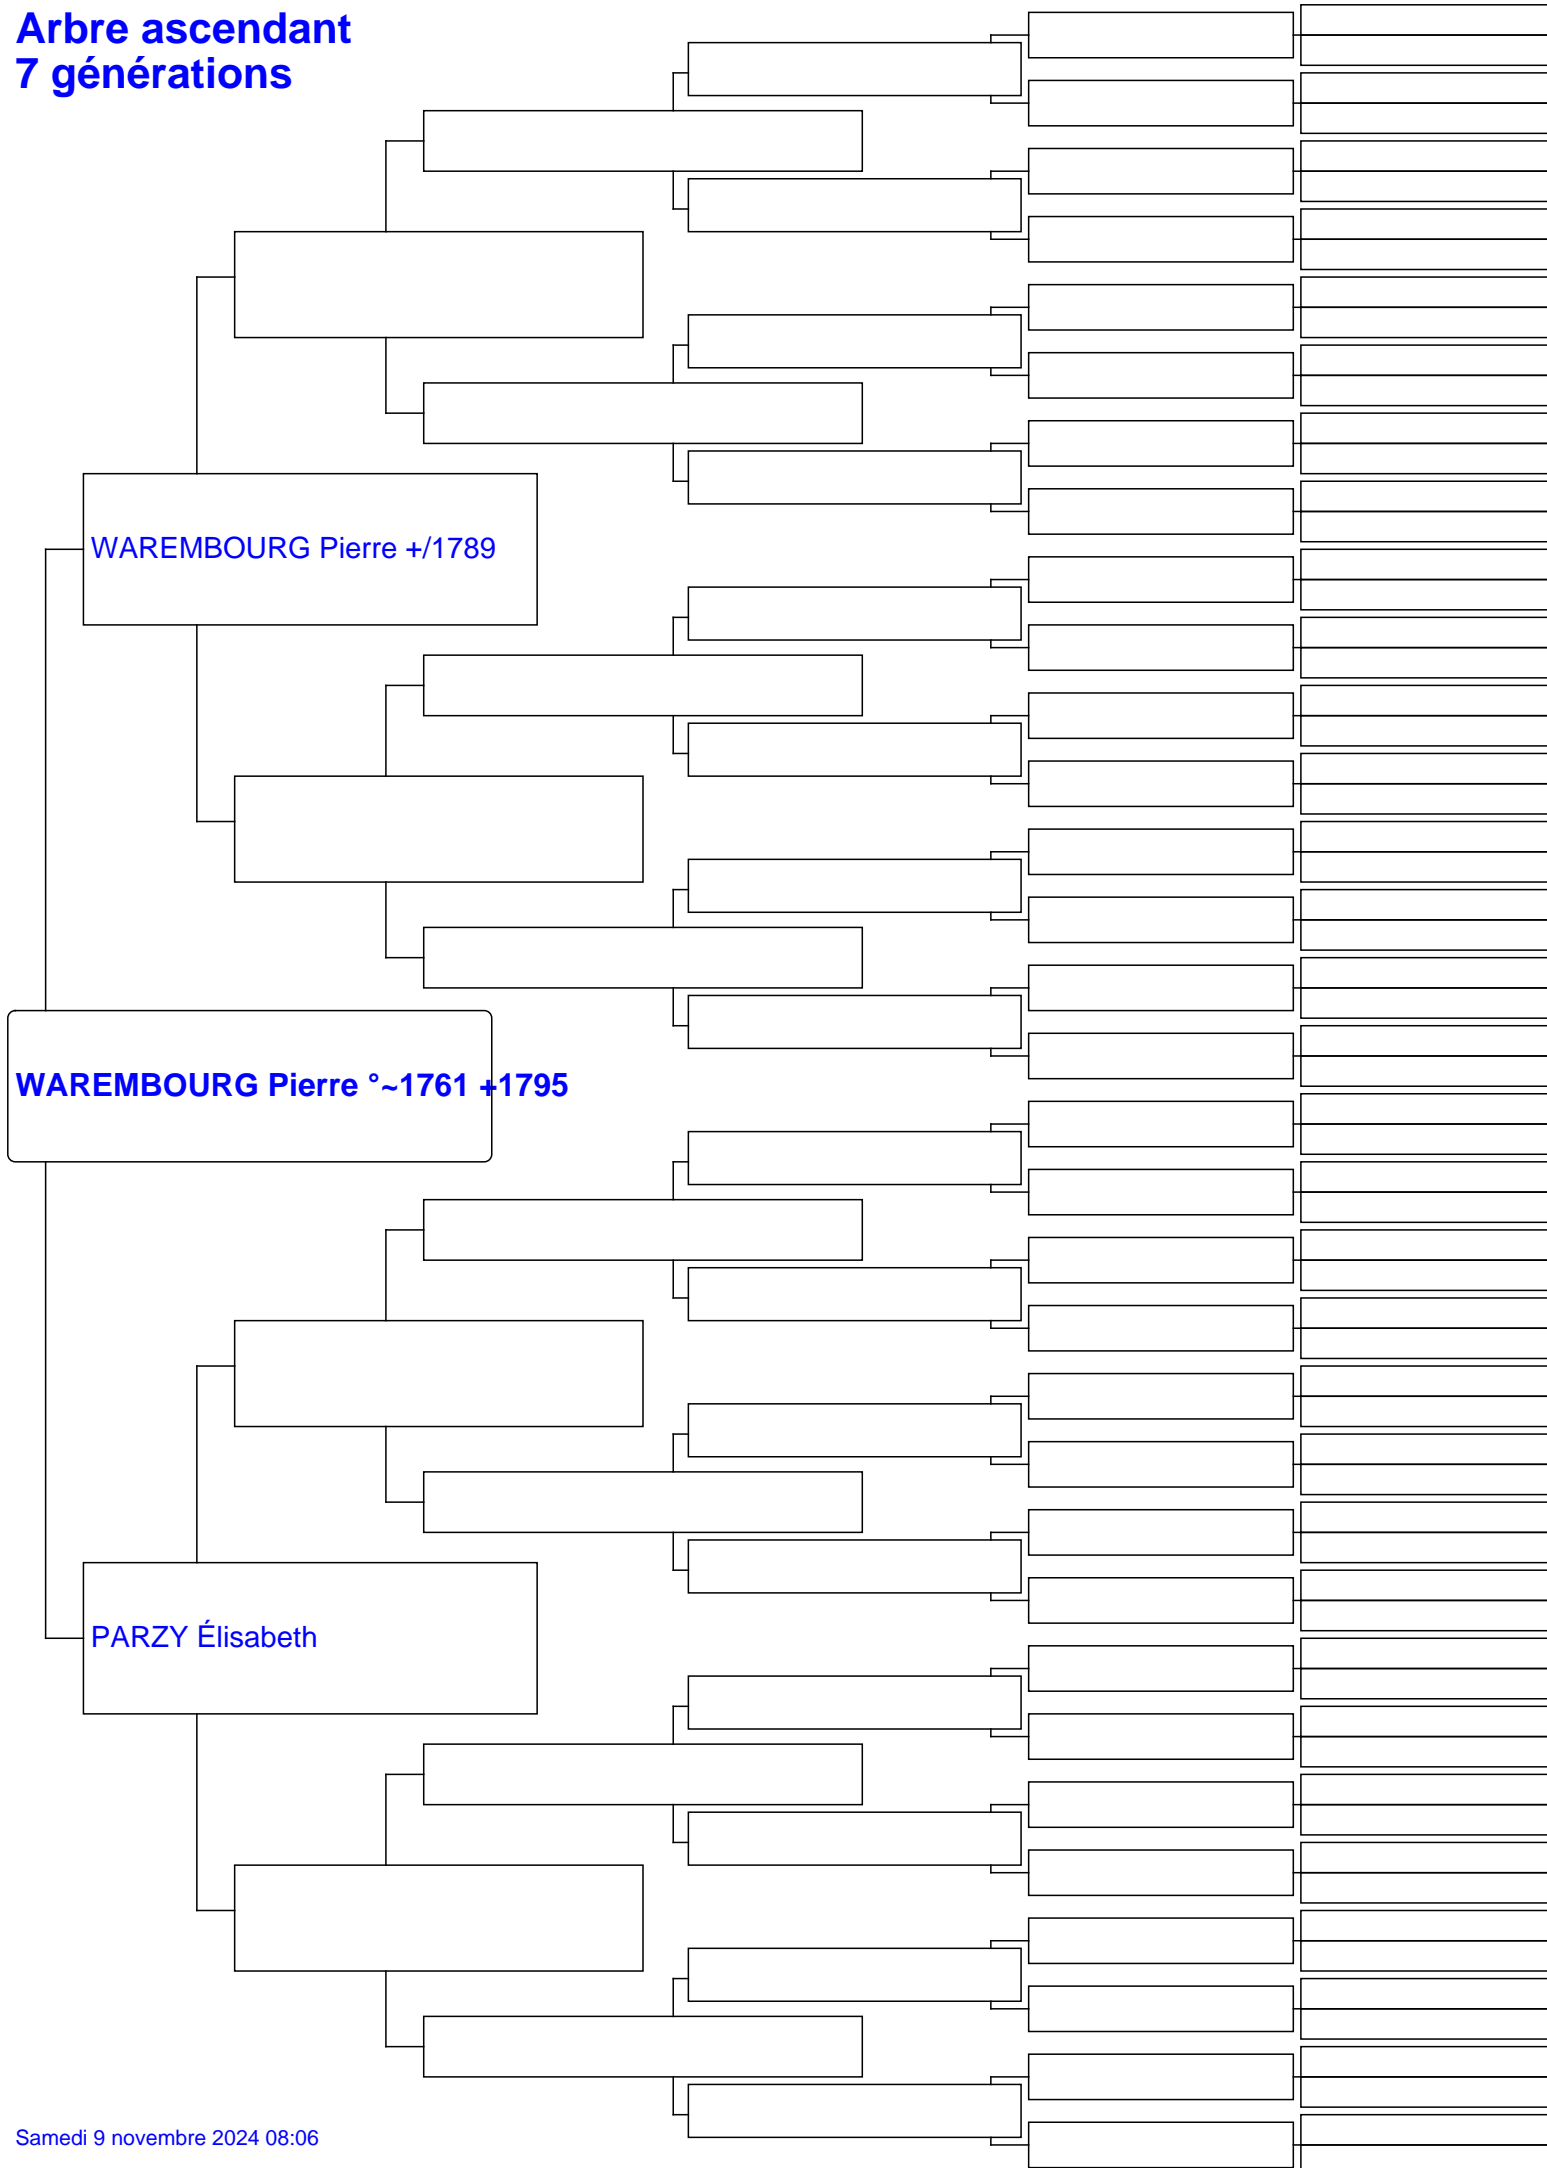 Arbre ascendant
7 générations
WAREMBOURG Pierre +/1789
WAREMBOURG Pierre °~1761 +1795
PARZY Élisabeth
Samedi 9 novembre 2024 08:06